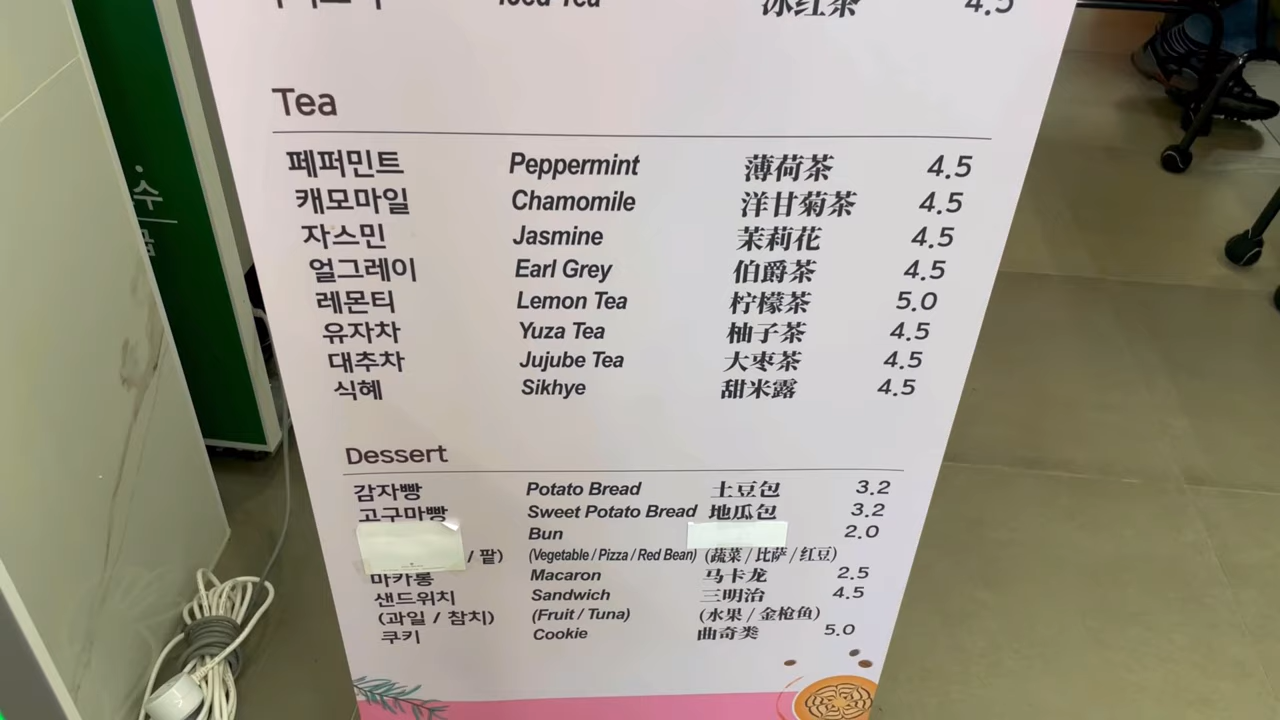 Iced Tea 冰红茶 4.5
Tea
페퍼민트 Peppermint 薄荷茶 4.5
캐모마일 Chamomile 洋甘菊茶 4.5
자스민 Jasmine 茉莉花 4.5
얼그레이 Earl Grey 伯爵茶 4.5
레몬티 Lemon Tea 柠檬茶 5.0
유자차 Yuza Tea 柚子茶 4.5
대추차 Jujube Tea 大枣茶 4.5
식혜 Sikhye 甜米露 4.5
Dessert
감자빵 Potato Bread 土豆包 3.2
고구마빵 Sweet Potato Bread 地瓜包 3.2
Bun 2.0
/ 팥) (Vegetable / Pizza / Red Bean) (蔬菜 / 比萨 / 红豆)
마카롱 Macaron 马卡龙 2.5
샌드위치 Sandwich 三明治 4.5
(과일 / 참치) (Fruit / Tuna) (水果 / 金枪鱼)
쿠키 Cookie 曲奇类 5.0
수